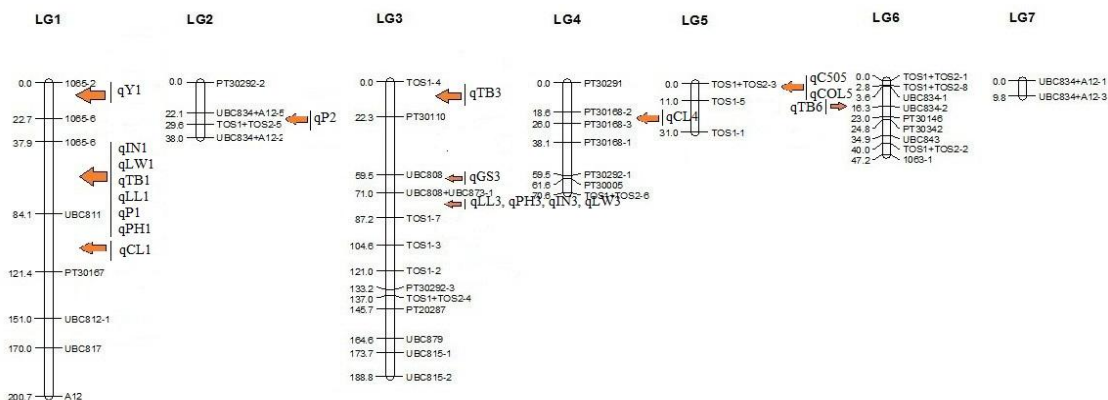 LG1
LG2
LG3
LG4
LG5
LG6
LG7
0.0 1065-2
qY1
22.7 1065-6
37.9 1065-6
qIN1
qLW1
qTB1
qLL1
qP1
qPH1
84.1 UBC811
qCL1
121.4 PT30167
151.0 UBC812-1
170.0 UBC817
200.7 A12
0.0 PT30292-2
22.1 UBC834+A12-5
29.6 TOS1+TOS2-5
38.0 UBC834+A12-2
qP2
0.0 TOS1-4
qTB3
22.3 PT30110
59.5 UBC808
qGS3
71.0 UBC808+UBC873-1
qLL3, qPH3, qIN3, qLW3
87.2 TOS1-7
104.6 TOS1-3
121.0 TOS1-2
133.2 PT30292-3
137.0 TOS1+TOS2-4
145.7 PT20287
164.6 UBC879
173.7 UBC815-1
188.8 UBC815-2
0.0 PT30291
18.6 PT30168-2
26.0 PT30168-3
qCL4
38.1 PT30168-1
59.5 PT30292-1
61.6 PT30005
70.6 TOS1+TOS2-6
0.0 TOS1+TOS2-3
11.0 TOS1-5
31.0 TOS1-1
qC505
qCOL5
qTB6
0.0 TOS1+TOS2-1
2.8 TOS1+TOS2-8
3.6 UBC834-1
16.3 UBC834-2
23.0 PT30146
24.8 PT30342
34.9 UBC843
40.0 TOS1+TOS2-2
47.2 1063-1
0.0 UBC834+A12-1
9.8 UBC834+A12-3